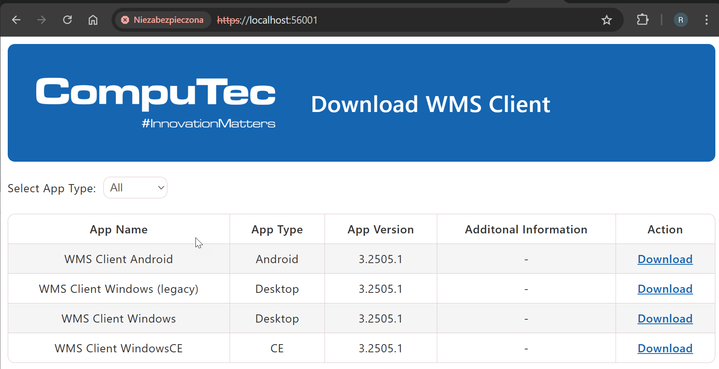 Niezabezpieczona https://localhost:56001 R
CompuTec
#InnovationMatters
Download WMS Client
Select App Type: All
App Name App Type App Version Additonal Information Action
WMS Client Android Android 3.2505.1 - Download
WMS Client Windows (legacy) Desktop 3.2505.1 - Download
WMS Client Windows Desktop 3.2505.1 - Download
WMS Client WindowsCE CE 3.2505.1 - Download